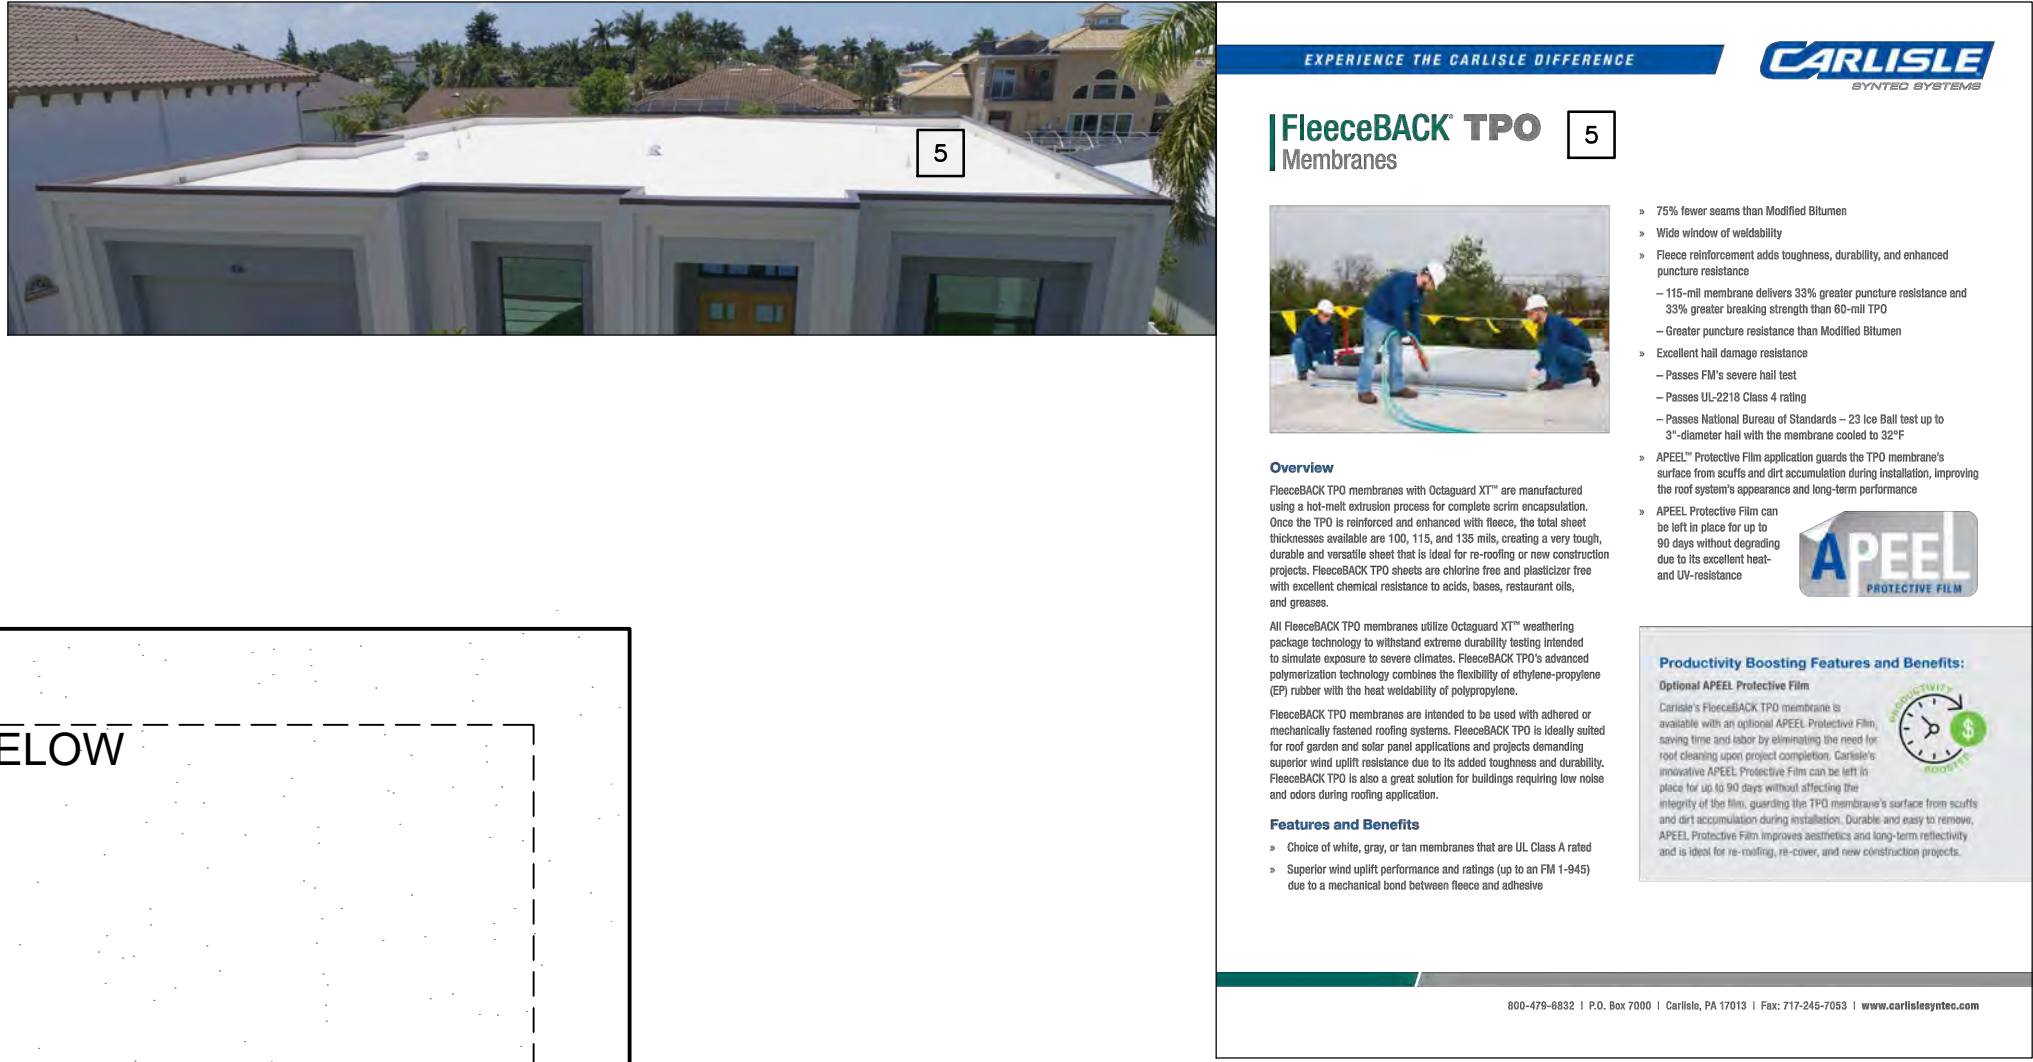 5
EXPERIENCE THE CARLISLE DIFFERENCE
CARLISLE
SYNTEC SYSTEMS
FleeceBACK® TPO
Membranes
5
Overview
FleeceBACK TPO membranes with Octaguard XT™ are manufactured
using a hot-melt extrusion process for complete scrim encapsulation.
Once the TPO is reinforced and enhanced with fleece, the total sheet
thicknesses available are 100, 115, and 135 mils, creating a very tough,
durable and versatile sheet that is ideal for re-roofing or new construction
projects. FleeceBACK TPO sheets are chlorine free and plasticizer free
with excellent chemical resistance to acids, bases, restaurant oils,
and greases.
All FleeceBACK TPO membranes utilize Octaguard XT™ weathering
package technology to withstand extreme durability testing intended
to simulate exposure to severe climates. FleeceBACK TPO's advanced
polymerization technology combines the flexibility of ethylene-propylene
(EP) rubber with the heat weldability of polypropylene.
FleeceBACK TPO membranes are intended to be used with adhered or
mechanically fastened roofing systems. FleeceBACK TPO is ideally suited
for roof garden and solar panel applications and projects demanding
superior wind uplift resistance due to its added toughness and durability.
FleeceBACK TPO is also a great solution for buildings requiring low noise
and odors during roofing application.
Features and Benefits
» Choice of white, gray, or tan membranes that are UL Class A rated
» Superior wind uplift performance and ratings (up to an FM 1-945)
due to a mechanical bond between fleece and adhesive
» 75% fewer seams than Modified Bitumen
» Wide window of weldability
» Fleece reinforcement adds toughness, durability, and enhanced
puncture resistance
– 115-mil membrane delivers 33% greater puncture resistance and
33% greater breaking strength than 60-mil TPO
– Greater puncture resistance than Modified Bitumen
» Excellent hail damage resistance
– Passes FM's severe hail test
– Passes UL-2218 Class 4 rating
– Passes National Bureau of Standards – 23 Ice Ball test up to
3"-diameter hail with the membrane cooled to 32°F
» APEEL™ Protective Film application guards the TPO membrane's
surface from scuffs and dirt accumulation during installation, improving
the roof system's appearance and long-term performance
» APEEL Protective Film can
be left in place for up to
90 days without degrading
due to its excellent heat-
and UV-resistance
APEEL
PROTECTIVE FILM
Productivity Boosting Features and Benefits:
Optional APEEL Protective Film
Carlisle's FleeceBACK TPO membrane is
available with an optional APEEL Protective Film,
saving time and labor by eliminating the need for
roof cleaning upon project completion. Carlisle's
innovative APEEL Protective Film can be left in
place for up to 90 days without affecting the
integrity of the film, guarding the TPO membrane's surface from scuffs
and dirt accumulation during installation. Durable and easy to remove,
APEEL Protective Film improves aesthetics and long-term reflectivity
and is ideal for re-roofing, re-cover, and new construction projects.
PRODUCTIVITY
$
BOOSTER
800-479-6832 | P.O. Box 7000 | Carlisle, PA 17013 | Fax: 717-245-7053 | www.carlislesyntec.com
ELOW